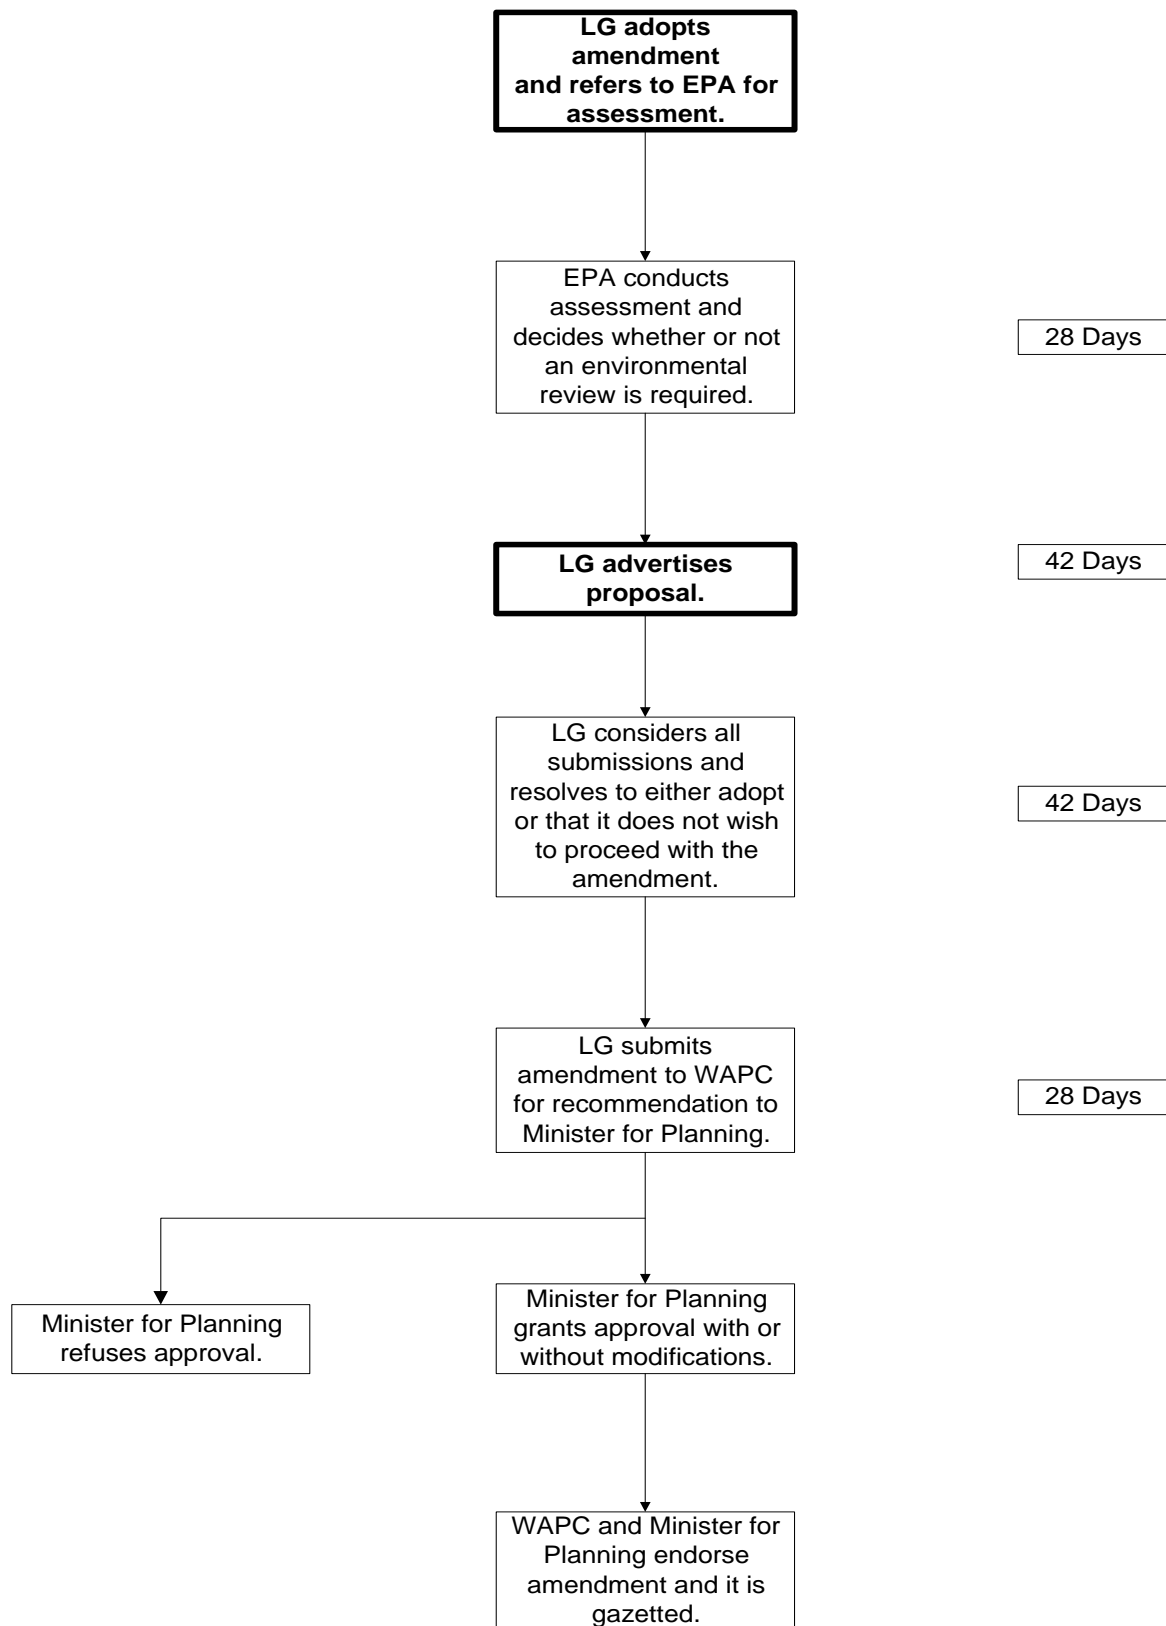 LG adopts
amendment
and refers to EPA for
assessment.
EPA conducts
assessment and
decides whether or not
an environmental
review is required.
28 Days
LG advertises
proposal.
42 Days
LG considers all
submissions and
resolves to either adopt
or that it does not wish
to proceed with the
amendment.
42 Days
LG submits
amendment to WAPC
for recommendation to
Minister for Planning.
28 Days
Minister for Planning
refuses approval.
Minister for Planning
grants approval with or
without modifications.
WAPC and Minister for
Planning endorse
amendment and it is
gazetted.